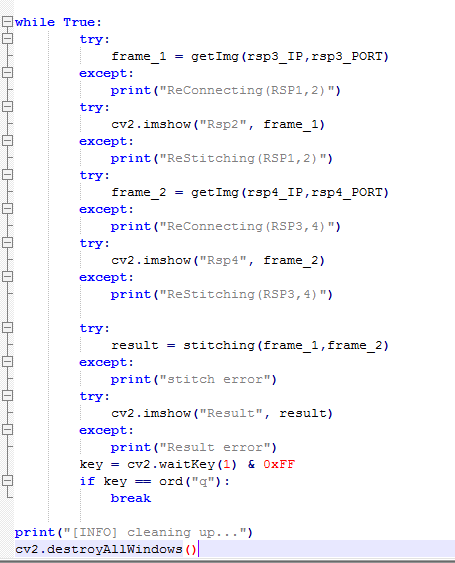 while True:
        try:
            frame_1 = getImg(rsp3_IP,rsp3_PORT)
        except:
            print("ReConnecting(RSP1,2)")
        try:
            cv2.imshow("Rsp2", frame_1)
        except:
            print("ReStitching(RSP1,2)")
        try:
            frame_2 = getImg(rsp4_IP,rsp4_PORT)
        except:
            print("ReConnecting(RSP3,4)")
        try:
            cv2.imshow("Rsp4", frame_2)
        except:
            print("ReStitching(RSP3,4)")

        try:
            result = stitching(frame_1,frame_2)
        except:
            print("stitch error")
        try:
            cv2.imshow("Result", result)
        except:
            print("Result error")
        key = cv2.waitKey(1) & 0xFF
        if key == ord("q"):
            break

print("[INFO] cleaning up...")
cv2.destroyAllWindows()